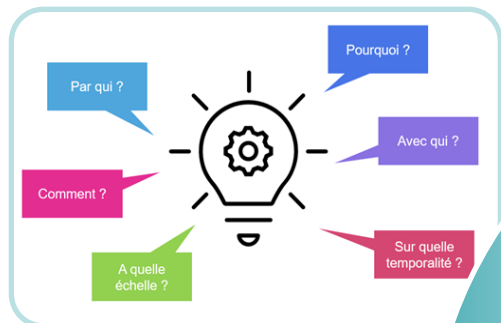 Pourquoi ?
Par qui ?
Avec qui ?
Comment ?
Sur quelle
temporalité ?
A quelle
échelle ?